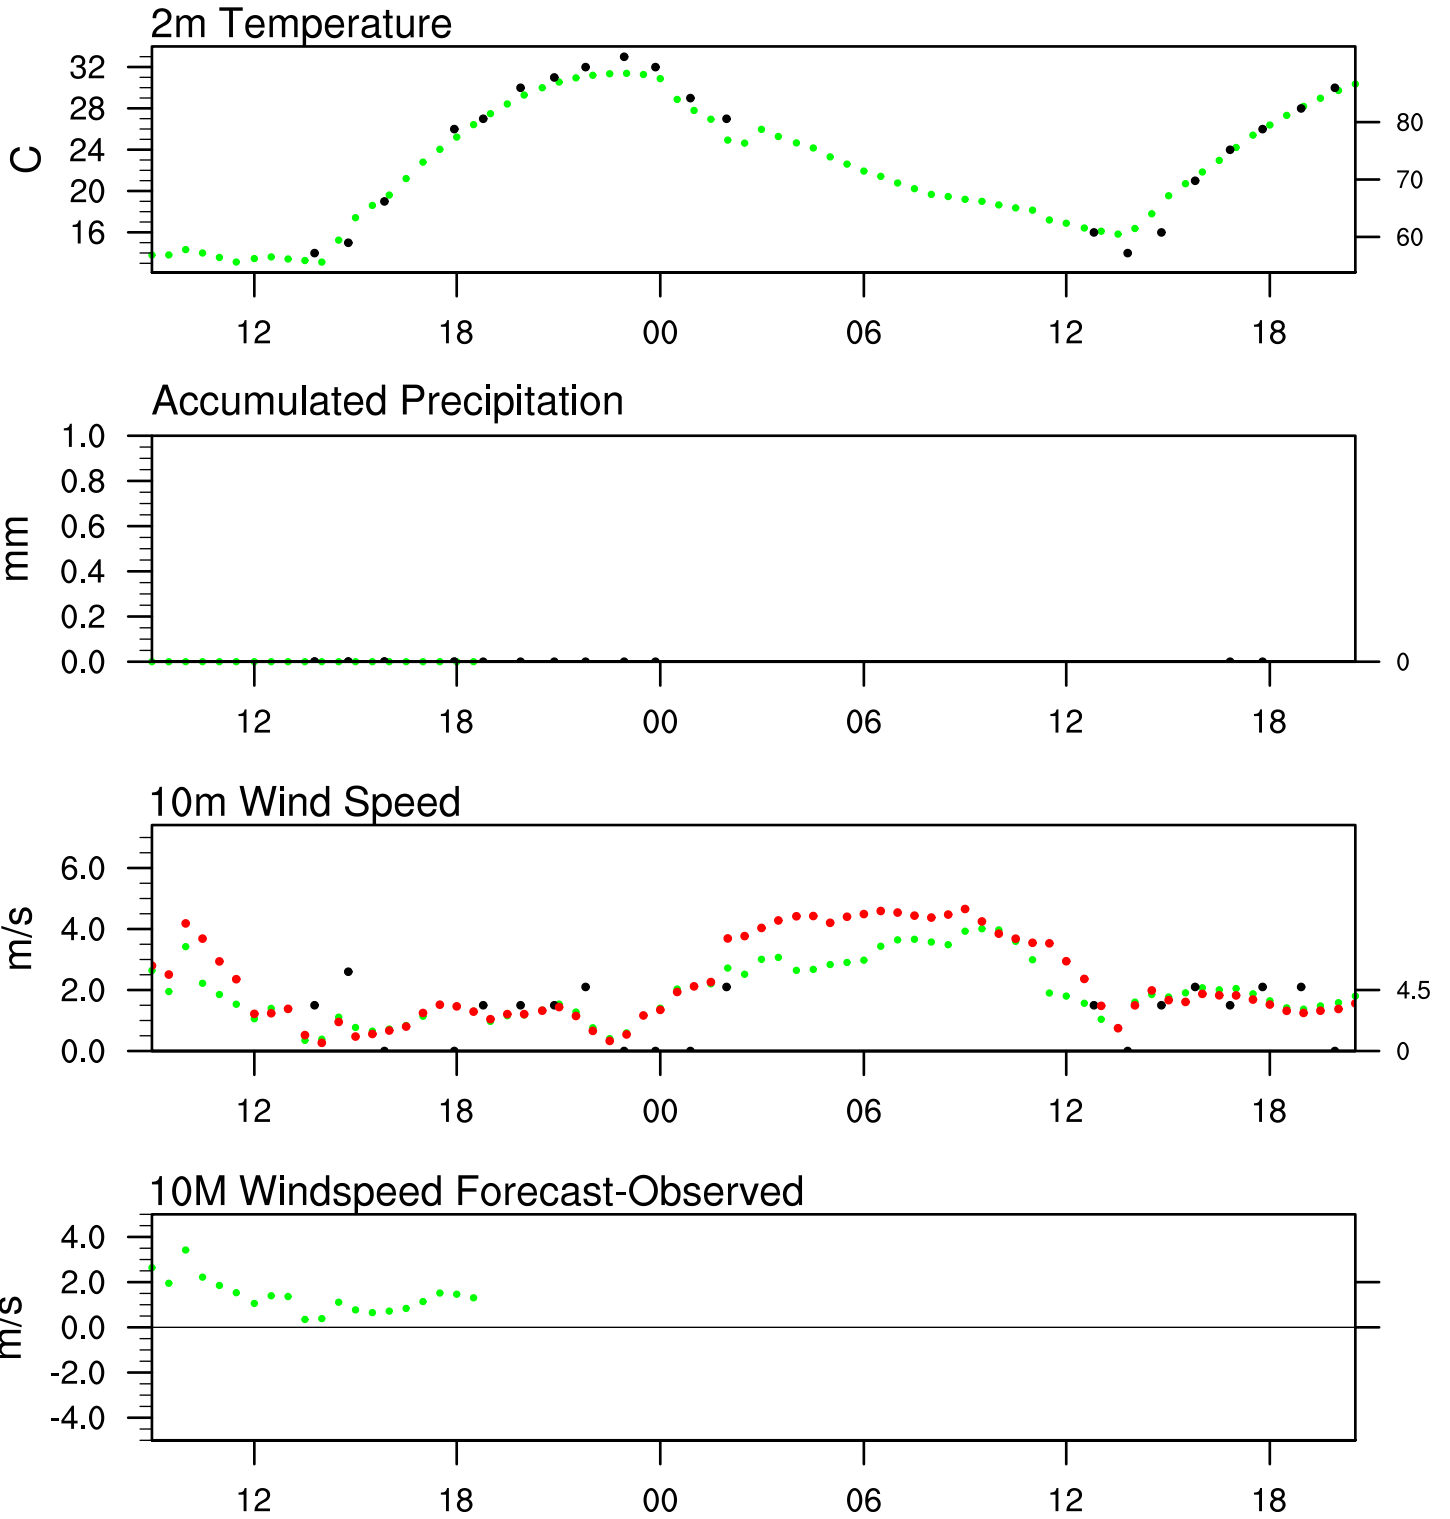 2m Temperature
32
28
24
20
16
C
80
70
60
12 18 00 06 12 18
Accumulated Precipitation
1.0
0.8
0.6
0.4
0.2
0.0
mm
0
12 18 00 06 12 18
10m Wind Speed
6.0
4.0
2.0
0.0
m/s
4.5
0
12 18 00 06 12 18
10M Windspeed Forecast-Observed
4.0
2.0
0.0
-2.0
-4.0
m/s
12 18 00 06 12 18